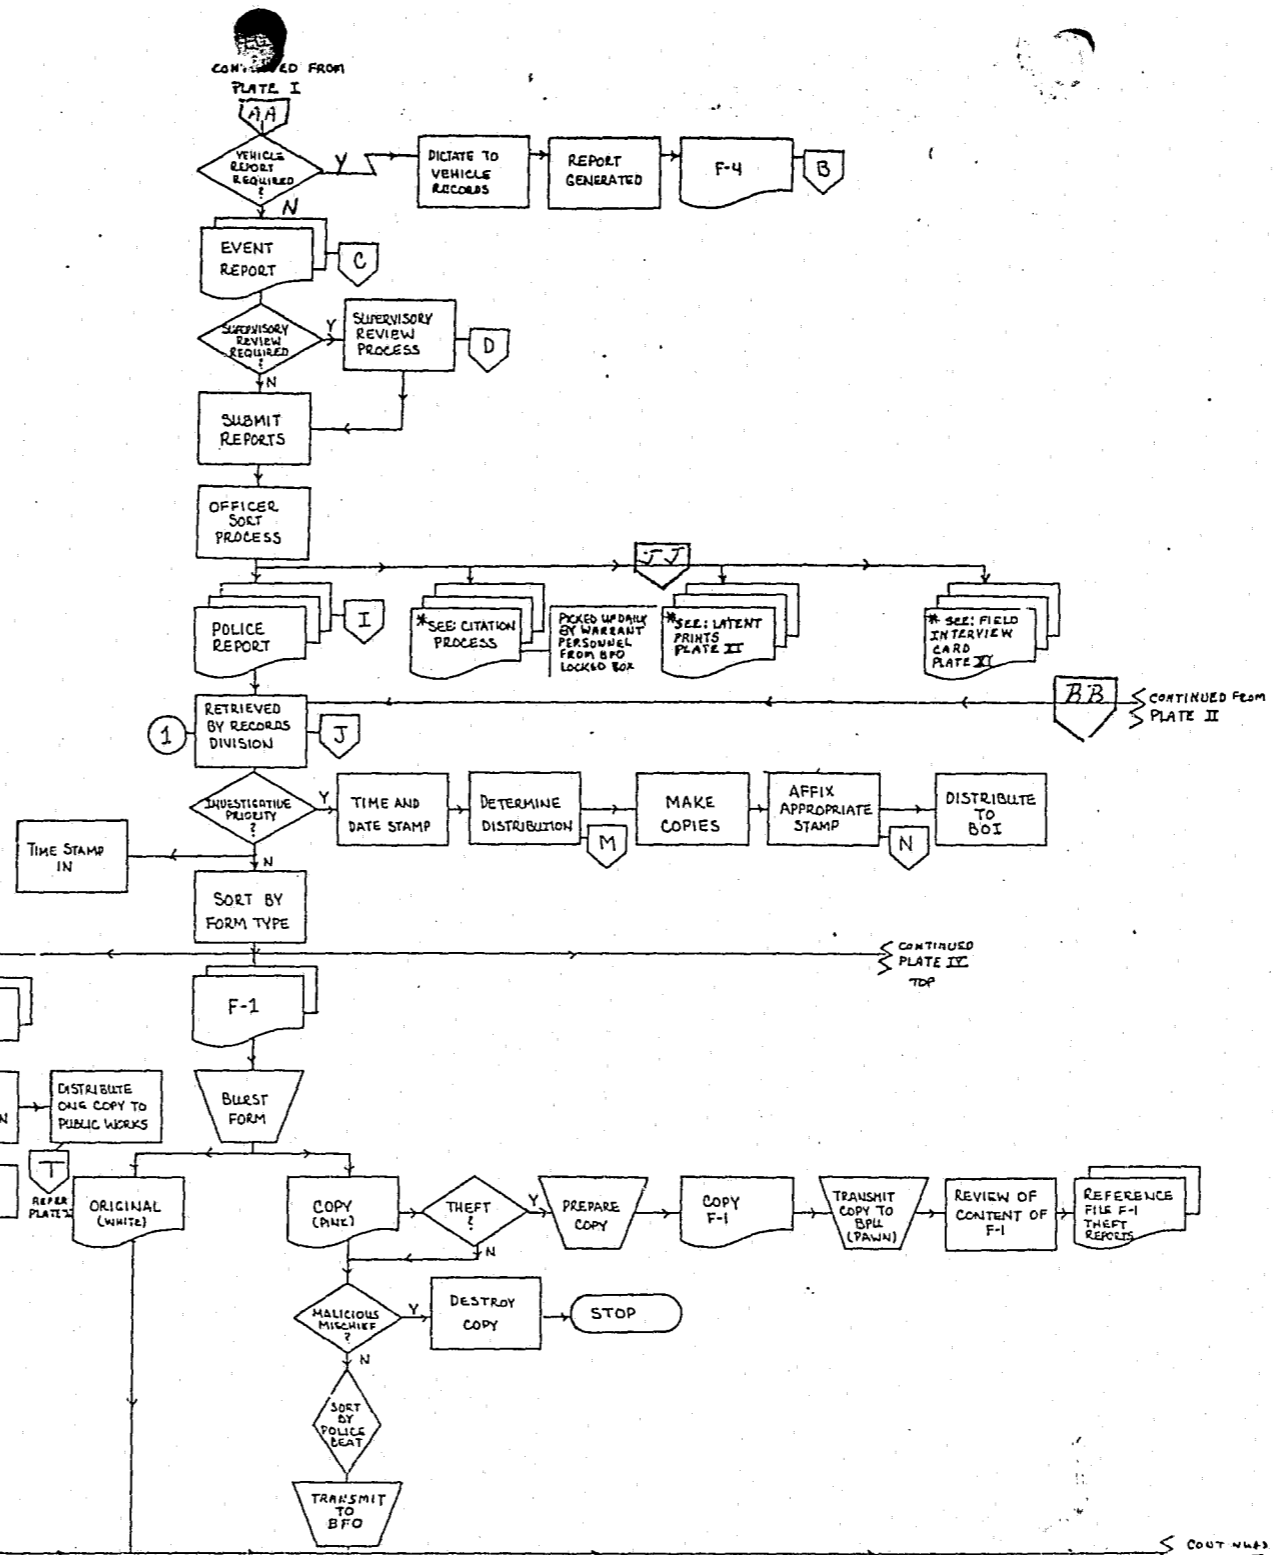 CONTINUED FROM
PLATE I
AA
VEHICLE
REPORT
REQUIRED
?
Y
N
DICTATE TO
VEHICLE
RECORDS
REPORT
GENERATED
F-4
B
EVENT
REPORT
C
SUPERVISORY
REVIEW
REQUIRED
?
Y
N
SUPERVISORY
REVIEW
PROCESS
D
SUBMIT
REPORTS
OFFICER
SORT
PROCESS
JJ
POLICE
REPORT
I
*SEE: CITATION
PROCESS
PICKED UP DAILY
BY WARRANT
PERSONNEL
FROM BFO
LOCKED BOX
*SEE: LATENT
PRINTS
PLATE II
* SEE: FIELD
INTERVIEW
CARD
PLATE
BB
CONTINUED FROM
PLATE II
1
RETRIEVED
BY RECORDS
DIVISION
J
INVESTIGATIVE
PRIORITY
?
Y
N
TIME AND
DATE STAMP
DETERMINE
DISTRIBUTION
M
MAKE
COPIES
AFFIX
APPROPRIATE
STAMP
N
DISTRIBUTE
TO
BOI
TIME STAMP
IN
SORT BY
FORM TYPE
CONTINUED
PLATE IV
TOP
F-1
N
DISTRIBUTE
ONE COPY TO
PUBLIC WORKS
T
REFER
PLATE
BURST
FORM
ORIGINAL
(WHITE)
COPY
(PINK)
THEFT
?
Y
N
PREPARE
COPY
COPY
F-1
TRANSMIT
COPY TO
BPU
(PAWN)
REVIEW OF
CONTENT OF
F-1
REFERENCE
FILE F-1
THEFT
REPORTS
MALICIOUS
MISCHIEF
?
Y
N
DESTROY
COPY
STOP
SORT
BY
POLICE
BEAT
TRANSMIT
TO
BFO
CONTINUED